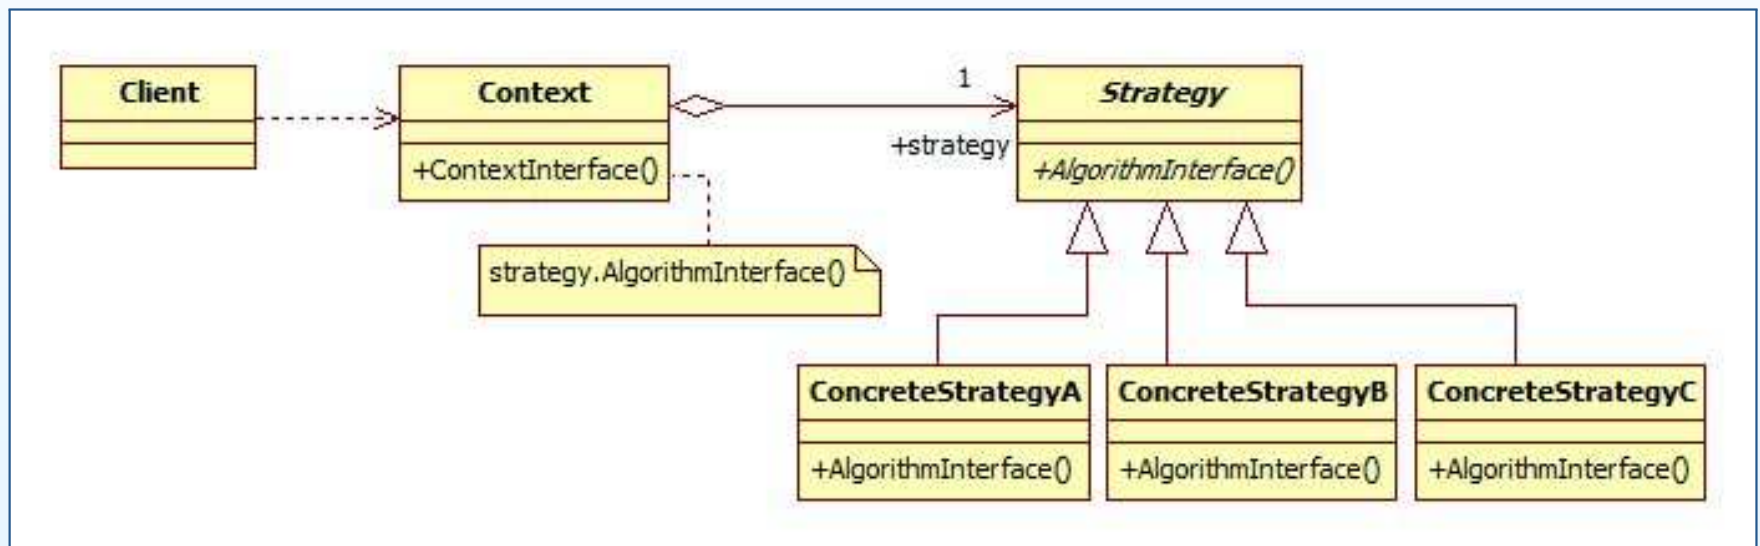 Client
Context
+ContextInterface()
strategy.AlgorithmInterface()
1
+strategy
Strategy
+AlgorithmInterface()
ConcreteStrategyA
+AlgorithmInterface()
ConcreteStrategyB
+AlgorithmInterface()
ConcreteStrategyC
+AlgorithmInterface()